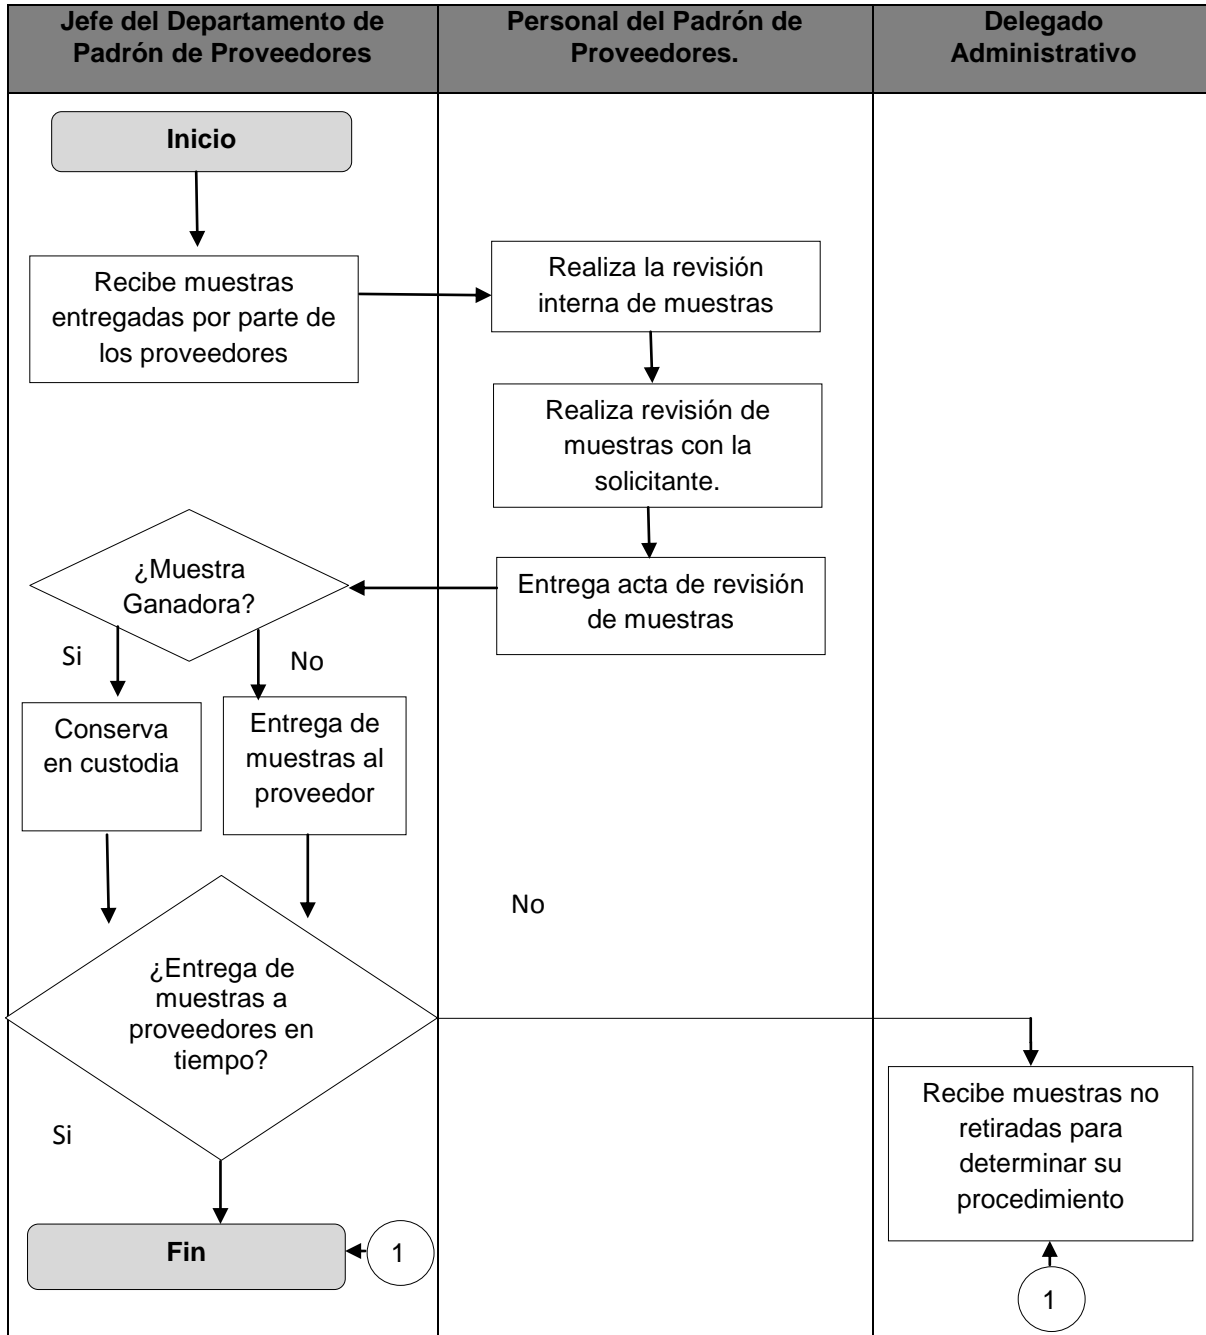 Jefe del Departamento de
Padrón de Proveedores
Personal del Padrón de
Proveedores.
Delegado
Administrativo
Inicio
Recibe muestras
entregadas por parte de
los proveedores
Realiza la revisión
interna de muestras
Realiza revisión de
muestras con la
solicitante.
Entrega acta de revisión
de muestras
¿Muestra
Ganadora?
Si
No
Conserva
en custodia
Entrega de
muestras al
proveedor
¿Entrega de
muestras a
proveedores en
tiempo?
No
Si
Recibe muestras no
retiradas para
determinar su
procedimiento
Fin
1
1